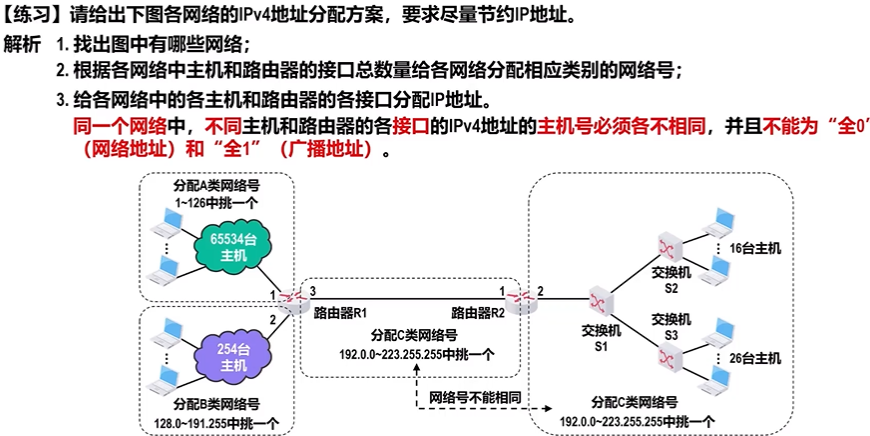 【练习】请给出下图各网络的IPv4地址分配方案，要求尽量节约IP地址。
解析 1. 找出图中有哪些网络；
2. 根据各网络中主机和路由器的接口总数量给各网络分配相应类别的网络号；
3. 给各网络中的各主机和路由器的各接口分配IP地址。
同一个网络中，不同主机和路由器的各接口的IPv4地址的主机号必须各不相同，并且不能为“全0”
（网络地址）和“全1”（广播地址）。
分配A类网络号
1~126中挑一个
65534台
主机
1
3
2
路由器R1
254台
主机
分配B类网络号
128.0~191.255中挑一个
1
2
路由器R2
分配C类网络号
192.0.0~223.255.255中挑一个
网络号不能相同
交换机
S1
交换机
S2
16台主机
交换机
S3
26台主机
分配C类网络号
192.0.0~223.255.255中挑一个